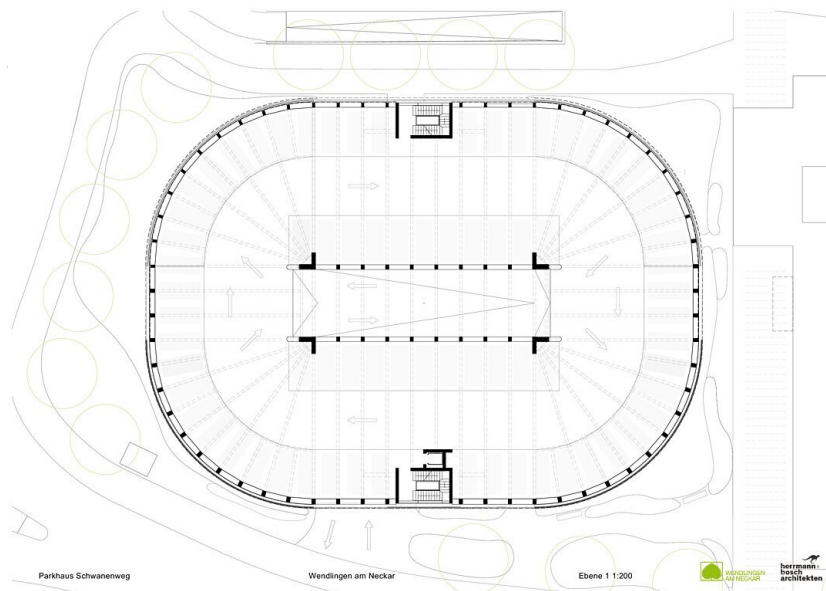 Parkhaus Schwanenweg
Wendlingen am Neckar
Ebene 1 1:200
WENDLINGEN
AM NECKAR
herrmann+
bosch
architekten